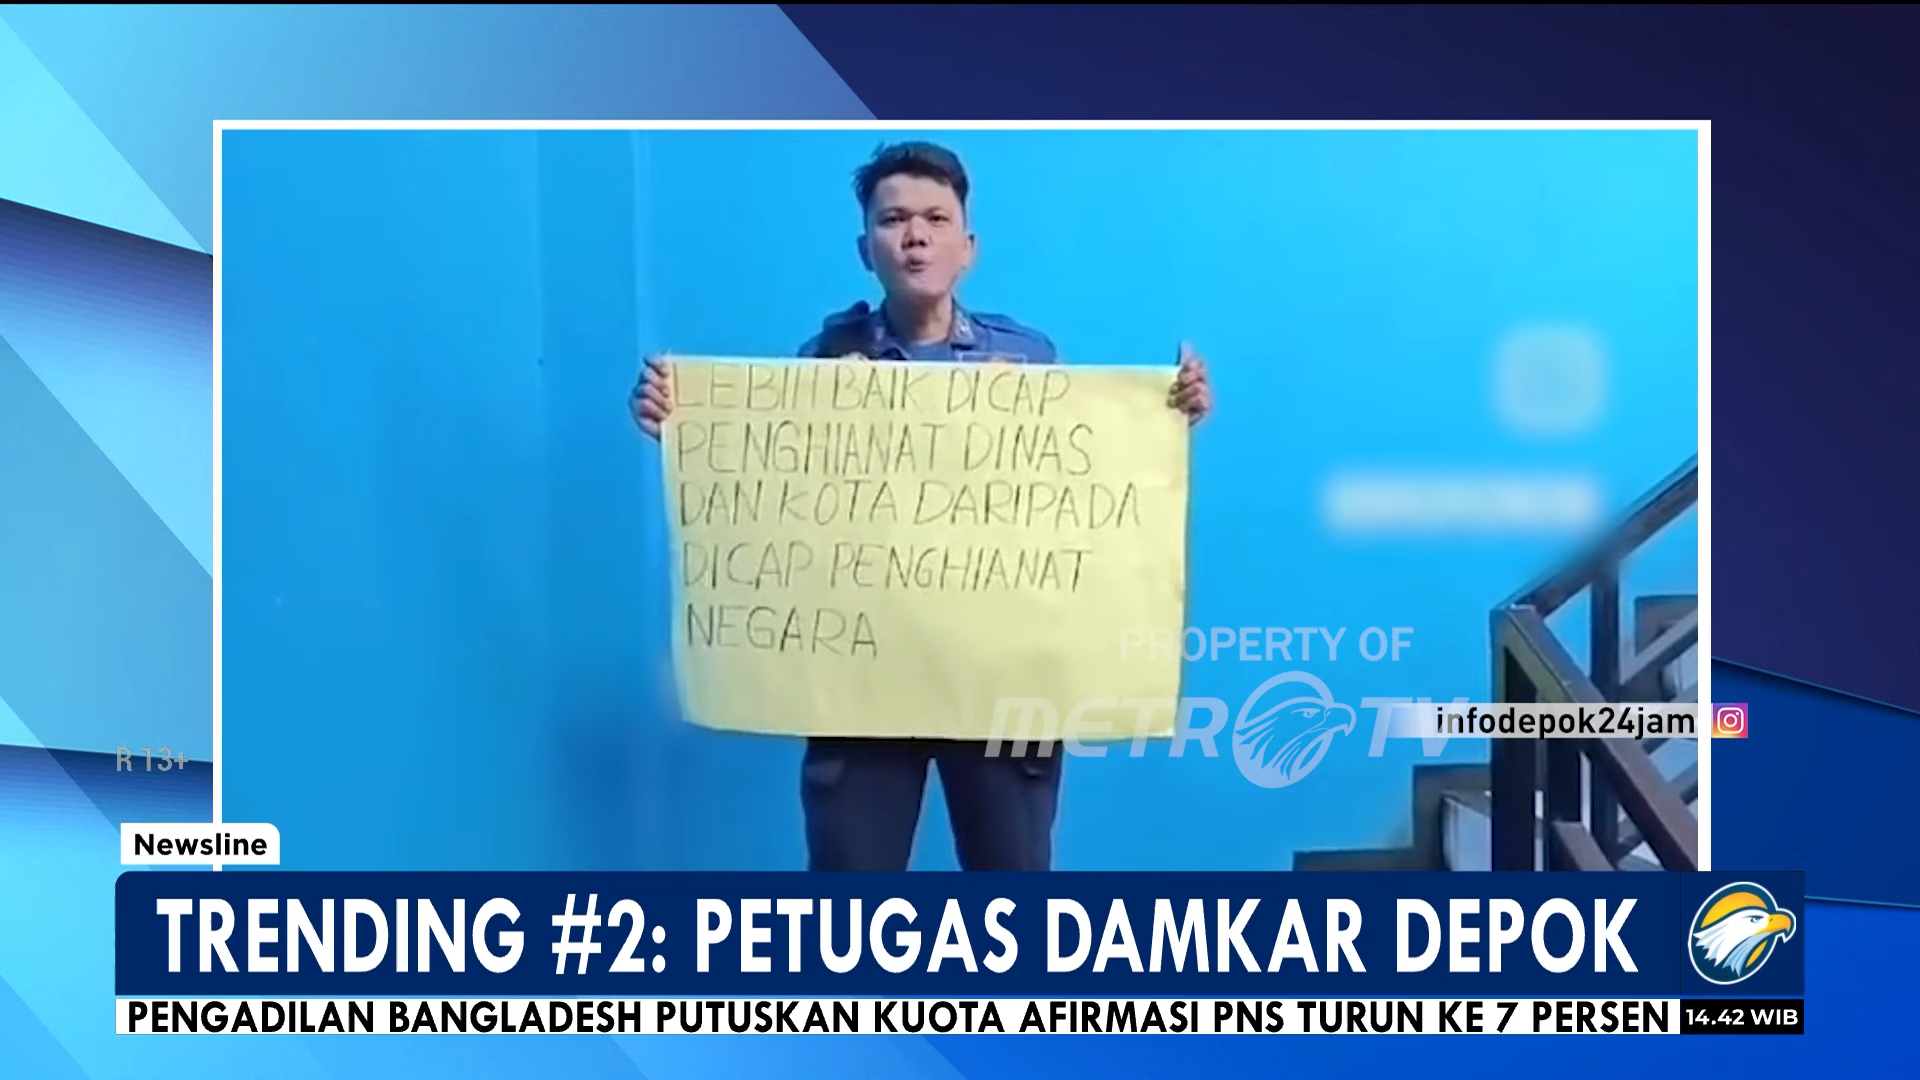 LEBIH BAIK DICAP
PENGHIANAT DINAS
DAN KOTA DARIPADA
DICAP PENGHIANAT
NEGARA
PROPERTY OF
METRO TV
infodepok24jam
R 13+
Newsline
TRENDING #2: PETUGAS DAMKAR DEPOK
PENGADILAN BANGLADESH PUTUSKAN KUOTA AFIRMASI PNS TURUN KE 7 PERSEN
14.42 WIB